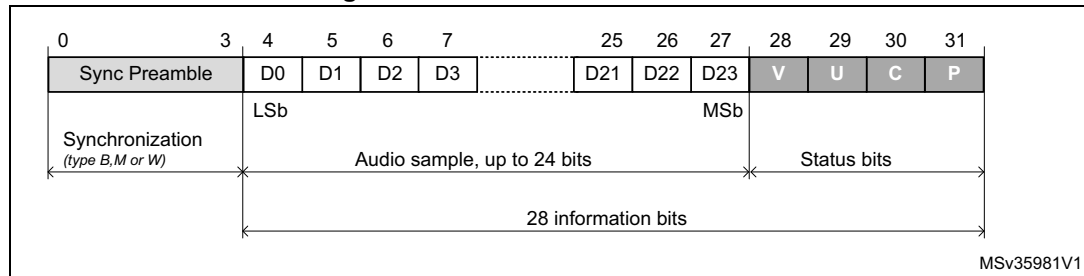 0 3 4 5 6 7 25 26 27 28 29 30 31
Sync Preamble D0 D1 D2 D3 D21 D22 D23 V U C P
LSb MSb
Synchronization
(type B,M or W) Audio sample, up to 24 bits Status bits
28 information bits
MSv35981V1